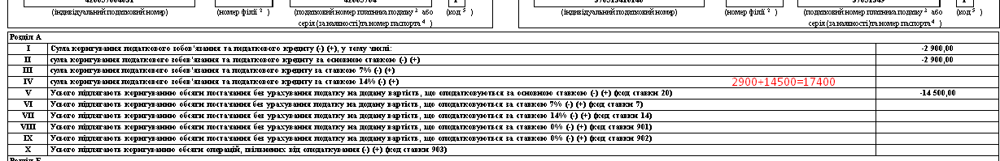 (індивідуальний податковий номер) (номер філії ²) (податковий номер платника податку ³ або серія (за наявності) та номер паспорта ⁴) (код ⁵) (індивідуальний податковий номер) (номер філії ²) (податковий номер платника податку ³ або серія (за наявності) та номер паспорта ⁴) (код ⁵)
Розділ А
I Сума коригування податкового зобов'язання та податкового кредиту (-) (+), у тому числі: -2 900,00
II сума коригування податкового зобов'язання та податкового кредиту за основною ставкою (-) (+) -2 900,00
III сума коригування податкового зобов'язання та податкового кредиту за ставкою 7% (-) (+)
IV сума коригування податкового зобов'язання та податкового кредиту за ставкою 14% (-) (+) 2900+14500=17400
V Усього підлягають коригуванню обсяги постачання без урахування податку на додану вартість, що оподатковуються за основною ставкою (-) (+) (код ставки 20) -14 500,00
VI Усього підлягають коригуванню обсяги постачання без урахування податку на додану вартість, що оподатковуються за ставкою 7% (-) (+) (код ставки 7)
VII Усього підлягають коригуванню обсяги постачання без урахування податку на додану вартість, що оподатковуються за ставкою 14% (-) (+) (код ставки 14)
VIII Усього підлягають коригуванню обсяги постачання без урахування податку на додану вартість, що оподатковуються за ставкою 0% (-) (+) (код ставки 901)
IX Усього підлягають коригуванню обсяги постачання без урахування податку на додану вартість, що оподатковуються за ставкою 0% (-) (+) (код ставки 902)
X Усього підлягають коригуванню обсяги операцій, звільнених від оподаткування (-) (+) (код ставки 903)